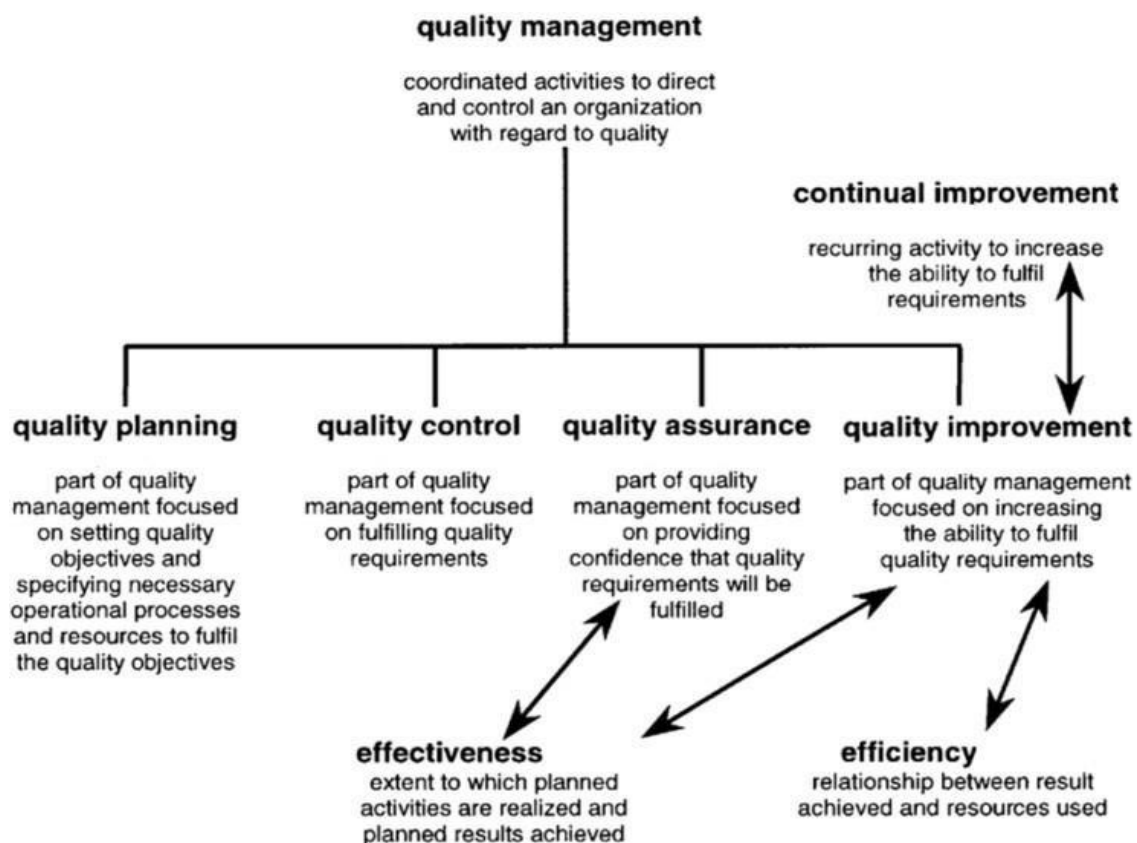 quality management
coordinated activities to direct
and control an organization
with regard to quality
continual improvement
recurring activity to increase
the ability to fulfil
requirements
quality planning
part of quality
management focused
on setting quality
objectives and
specifying necessary
operational processes
and resources to fulfil
the quality objectives
quality control
part of quality
management focused
on fulfilling quality
requirements
quality assurance
part of quality
management focused
on providing
confidence that quality
requirements will be
fulfilled
quality improvement
part of quality management
focused on increasing
the ability to fulfil
quality requirements
effectiveness
extent to which planned
activities are realized and
planned results achieved
efficiency
relationship between result
achieved and resources used